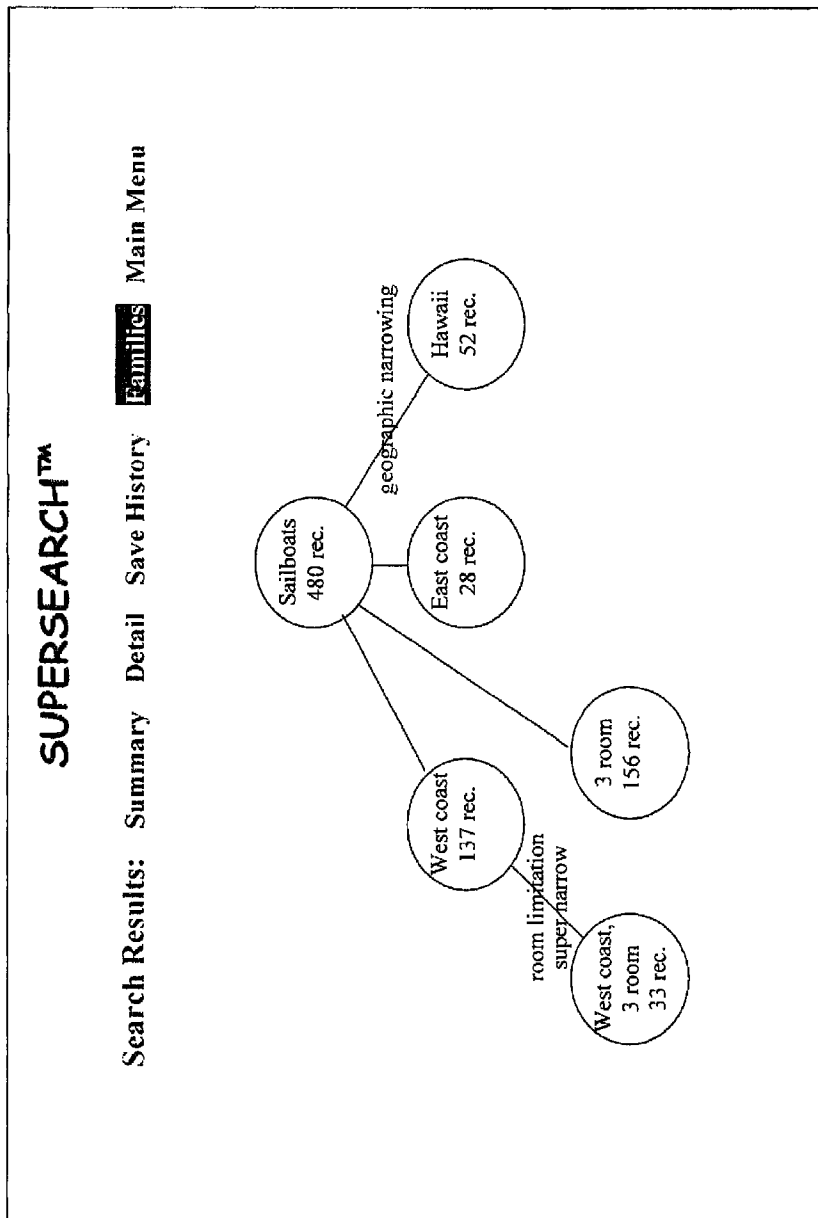 SUPERSEARCH™
Search Results: Summary Detail Save History Families Main Menu
Sailboats
480 rec.
geographic narrowing
West coast
137 rec.
East coast
28 rec.
Hawaii
52 rec.
room limitation
super narrow
West coast,
3 room
33 rec.
3 room
156 rec.